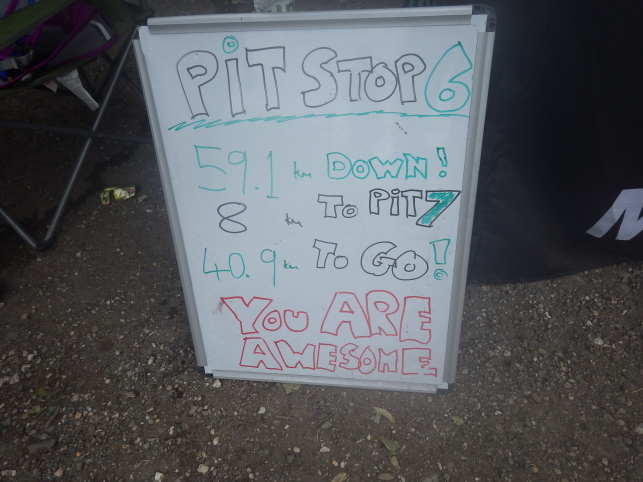 PiT STOP 6
59.1 km DOWN!
8 km To PiT 7
40.9 km To GO!
YOU ARE
AWESOME